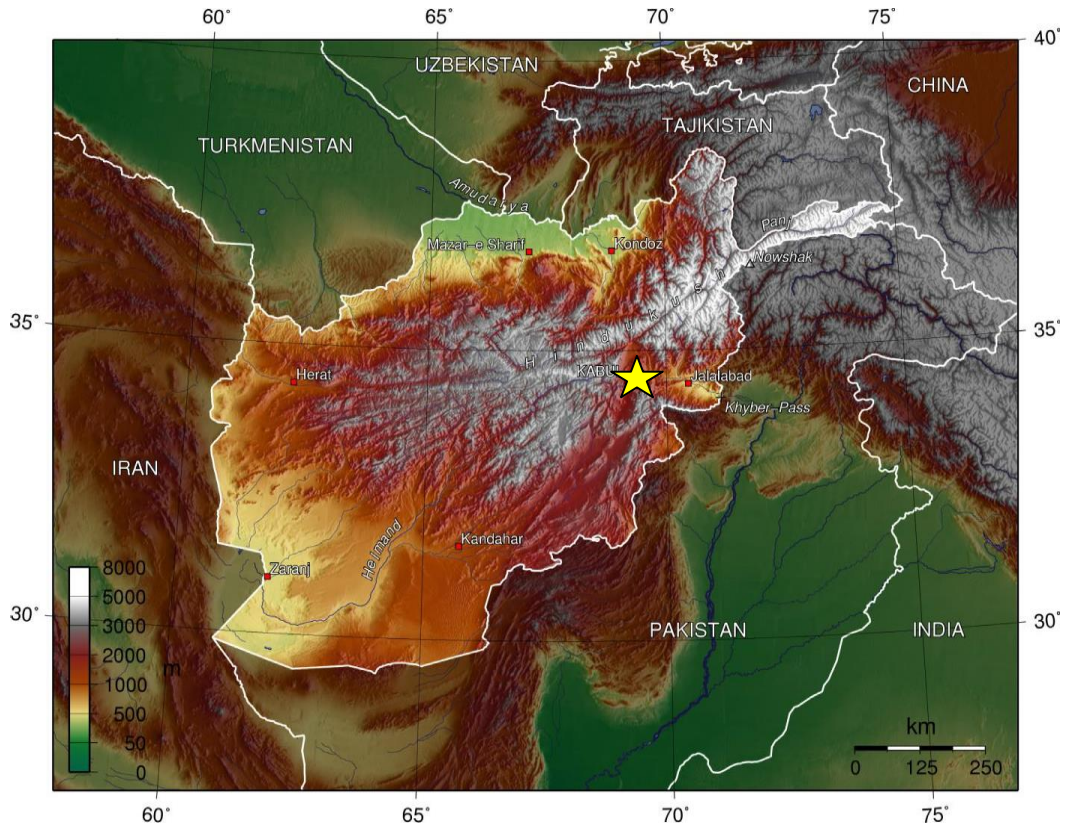 60° 65° 70° 75°
40°
UZBEKISTAN
CHINA
TAJIKISTAN
TURKMENISTAN
Amudarya
Panj
Mazar-e Sharif
Kondoz
Nowshak
35° 35°
Hindukush
Herat
Jalalabad
Khyber-Pass
IRAN
Helmand
Kandahar
Zaranj
8000
5000
3000
2000
1000
500
50
0
m
30° 30°
PAKISTAN
INDIA
km
0 125 250
60° 65° 70° 75°